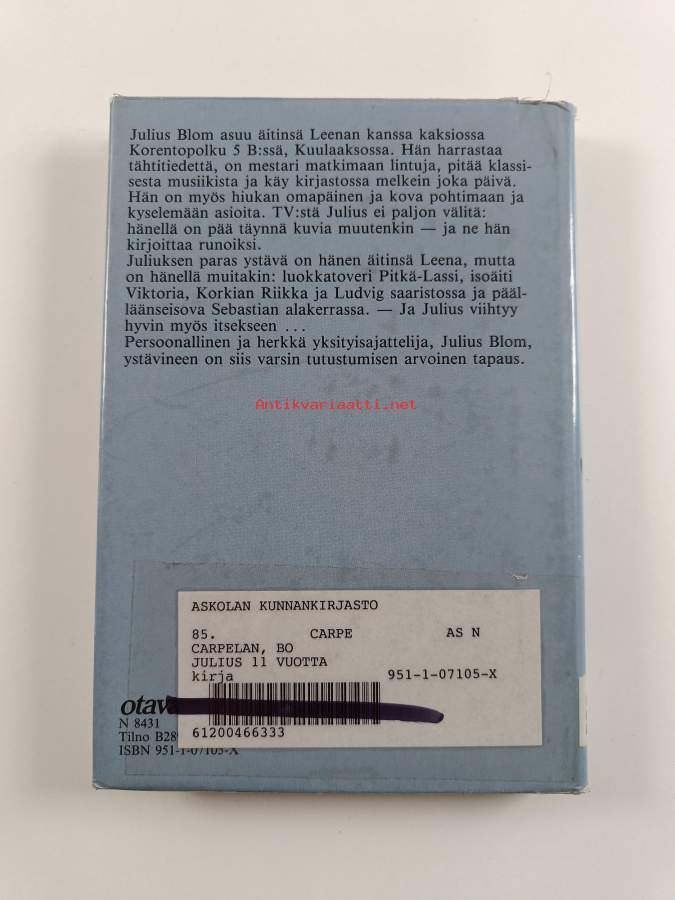 Julius Blom asuu äitinsä Leenan kanssa kaksiossa
Korentopolku 5 B:ssä, Kuulaaksossa. Hän harrastaa
tähtitiedettä, on mestari matkimaan lintuja, pitää klassi-
sesta musiikista ja käy kirjastossa melkein joka päivä.
Hän on myös hiukan omapäinen ja kova pohtimaan ja
kyselemään asioita. TV:stä Julius ei paljon välitä:
hänellä on pää täynnä kuvia muutenkin — ja ne hän
kirjoittaa runoiksi.
Juliuksen paras ystävä on hänen äitinsä Leena, mutta
on hänellä muitakin: luokkatoveri Pitkä-Lassi, isoäiti
Viktoria, Korkian Riikka ja Ludvig saaristossa ja pääl-
läänseisova Sebastian alakerrassa. — Ja Julius viihtyy
hyvin myös itsekseen ...
Persoonallinen ja herkkä yksityisajattelija, Julius Blom,
ystävineen on siis varsin tutustumisen arvoinen tapaus.
Antikvariaatti.net
ASKOLAN KUNNANKIRJASTO
85. CARPE AS N
CARPELAN, BO
JULIUS 11 VUOTTA
kirja 951-1-07105-X
61200466333
otava
N 8431
Tilno B28
ISBN 951-1-07105-X